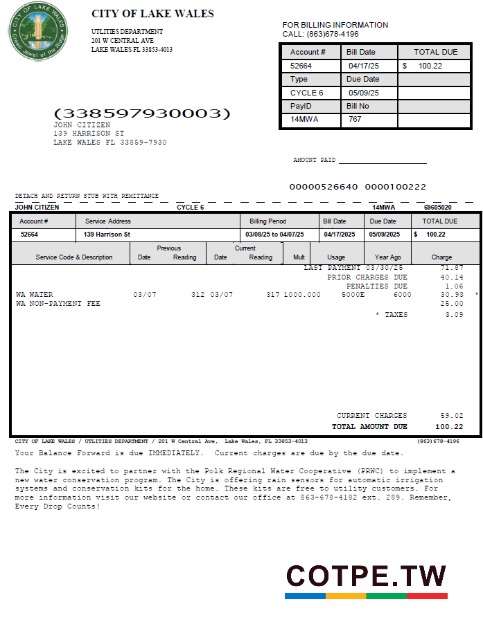 CITY OF LAKE WALES
CITY OF LAKE WALES
UTLITIES DEPARTMENT
201 W CENTRAL AVE
LAKE WALES FL 33853-4013
FOR BILLING INFORMATION
CALL: (863)678-4196
Account # Bill Date TOTAL DUE
52664 04/17/25 $ 100.22
Type Due Date
CYCLE 6 05/09/25
PayID Bill No
14MWA 767
(338597930003)
JOHN CITIZEN
139 HARRISON ST
LAKE WALES FL 33859-7930
AMOUNT PAID
00000526640 0000100222
DETACH AND RETURN STUB WITH REMITTANCE
JOHN CITIZEN CYCLE 6 14MWA 69605020
Account # Service Address Billing Period Bill Date Due Date TOTAL DUE
52664 139 Harrison St 03/08/25 to 04/07/25 04/17/2025 05/09/2025 $ 100.22
Previous Current
Service Code & Description Date Reading Date Reading Mult Usage Year Ago Charge
LAST PAYMENT 03/30/25 71.87
PRIOR CHARGES DUE 40.14
PENALTIES DUE 1.06
WA WATER 03/07 312 03/07 317 1000.000 5000E 6000 30.93 *
WA NON-PAYMENT FEE 25.00
* TAXES 3.09
CURRENT CHARGES 59.02
TOTAL AMOUNT DUE 100.22
CITY OF LAKE WALES / UTLITIES DEPARTMENT / 201 W Central Ave, Lake Wales, FL 33853-4013 (863)678-4196
Your Balance Forward is due IMMEDIATELY. Current charges are due by the due date.
The City is excited to partner with the Polk Regional Water Cooperative (PRWC) to implement a
new water conservation program. The City is offering rain sensors for automatic irrigation
systems and conservation kits for the home. These kits are free to utility customers. For
more information visit our website or contact our office at 863-678-4182 ext. 289. Remember,
Every Drop Counts!
COTPE.TW